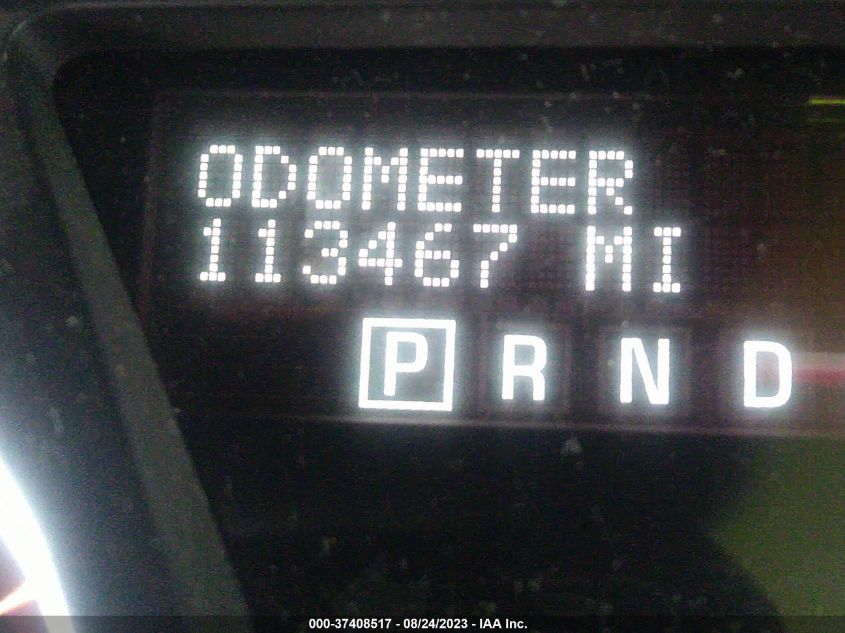 ODOMETER
113467 MI
P R N D
000-37408517 - 08/24/2023 - IAA Inc.